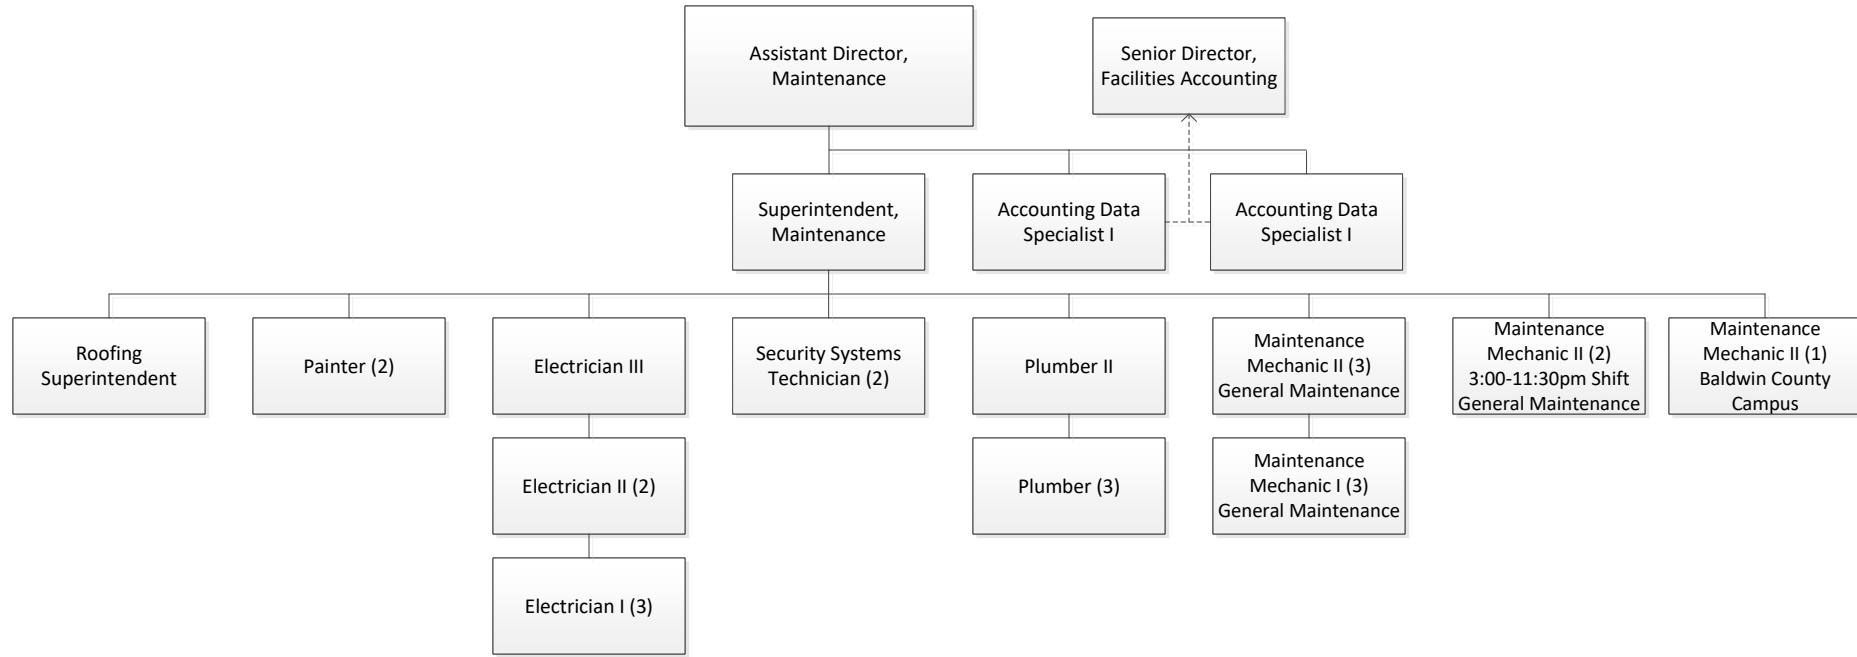 Assistant Director,
Maintenance
Senior Director,
Facilities Accounting
Superintendent,
Maintenance
Accounting Data
Specialist I
Accounting Data
Specialist I
Roofing
Superintendent
Painter (2)
Electrician III
Security Systems
Technician (2)
Plumber II
Maintenance
Mechanic II (3)
General Maintenance
Maintenance
Mechanic II (2)
3:00-11:30pm Shift
General Maintenance
Maintenance
Mechanic II (1)
Baldwin County
Campus
Electrician II (2)
Plumber (3)
Maintenance
Mechanic I (3)
General Maintenance
Electrician I (3)